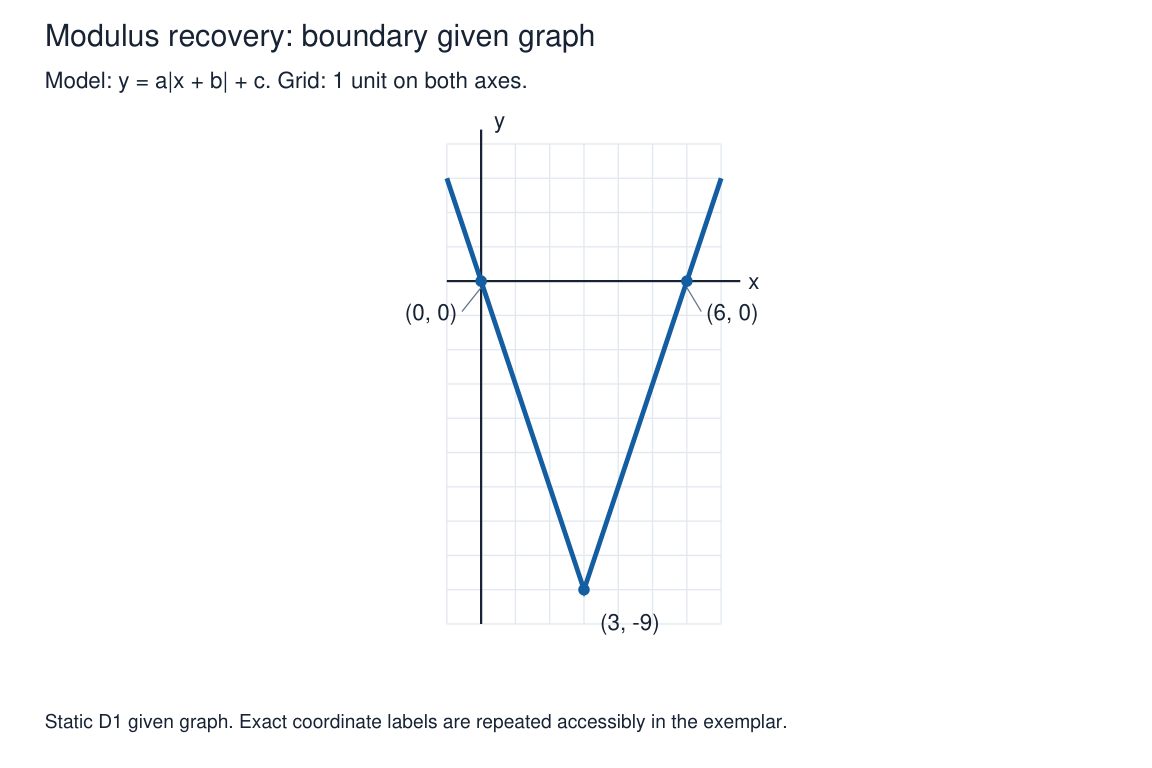 Modulus recovery: boundary given graph
Model: y = a|x + b| + c. Grid: 1 unit on both axes.
y
x
(0, 0)
(6, 0)
(3, -9)
Static D1 given graph. Exact coordinate labels are repeated accessibly in the exemplar.